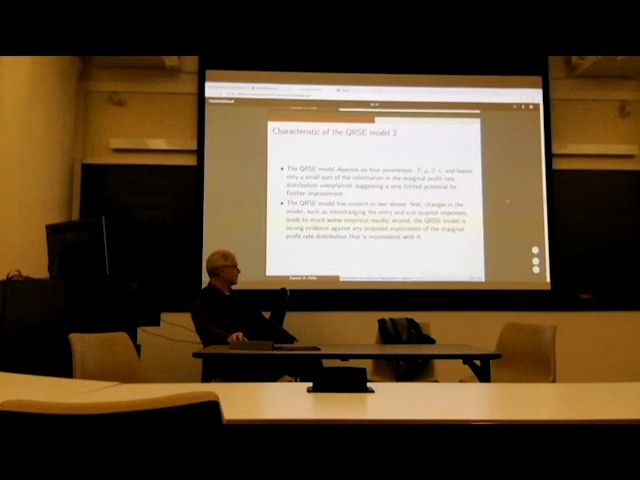 Characteristic of the QRSE model 2
The QRSE model depends on four parameters: T, μ, S, and leaves
only a small part of the information in the marginal profit rate
distribution unexplained, suggesting a very limited potential for
further improvement.
The QRSE model has content in two senses: first, changes in the
model, such as interchanging the entry and exit quantal responses,
leads to much worse empirical results; second, the QRSE model is
strong evidence against any proposed explanation of the marginal
profit rate distribution that is inconsistent with it.
Duncan K. Foley